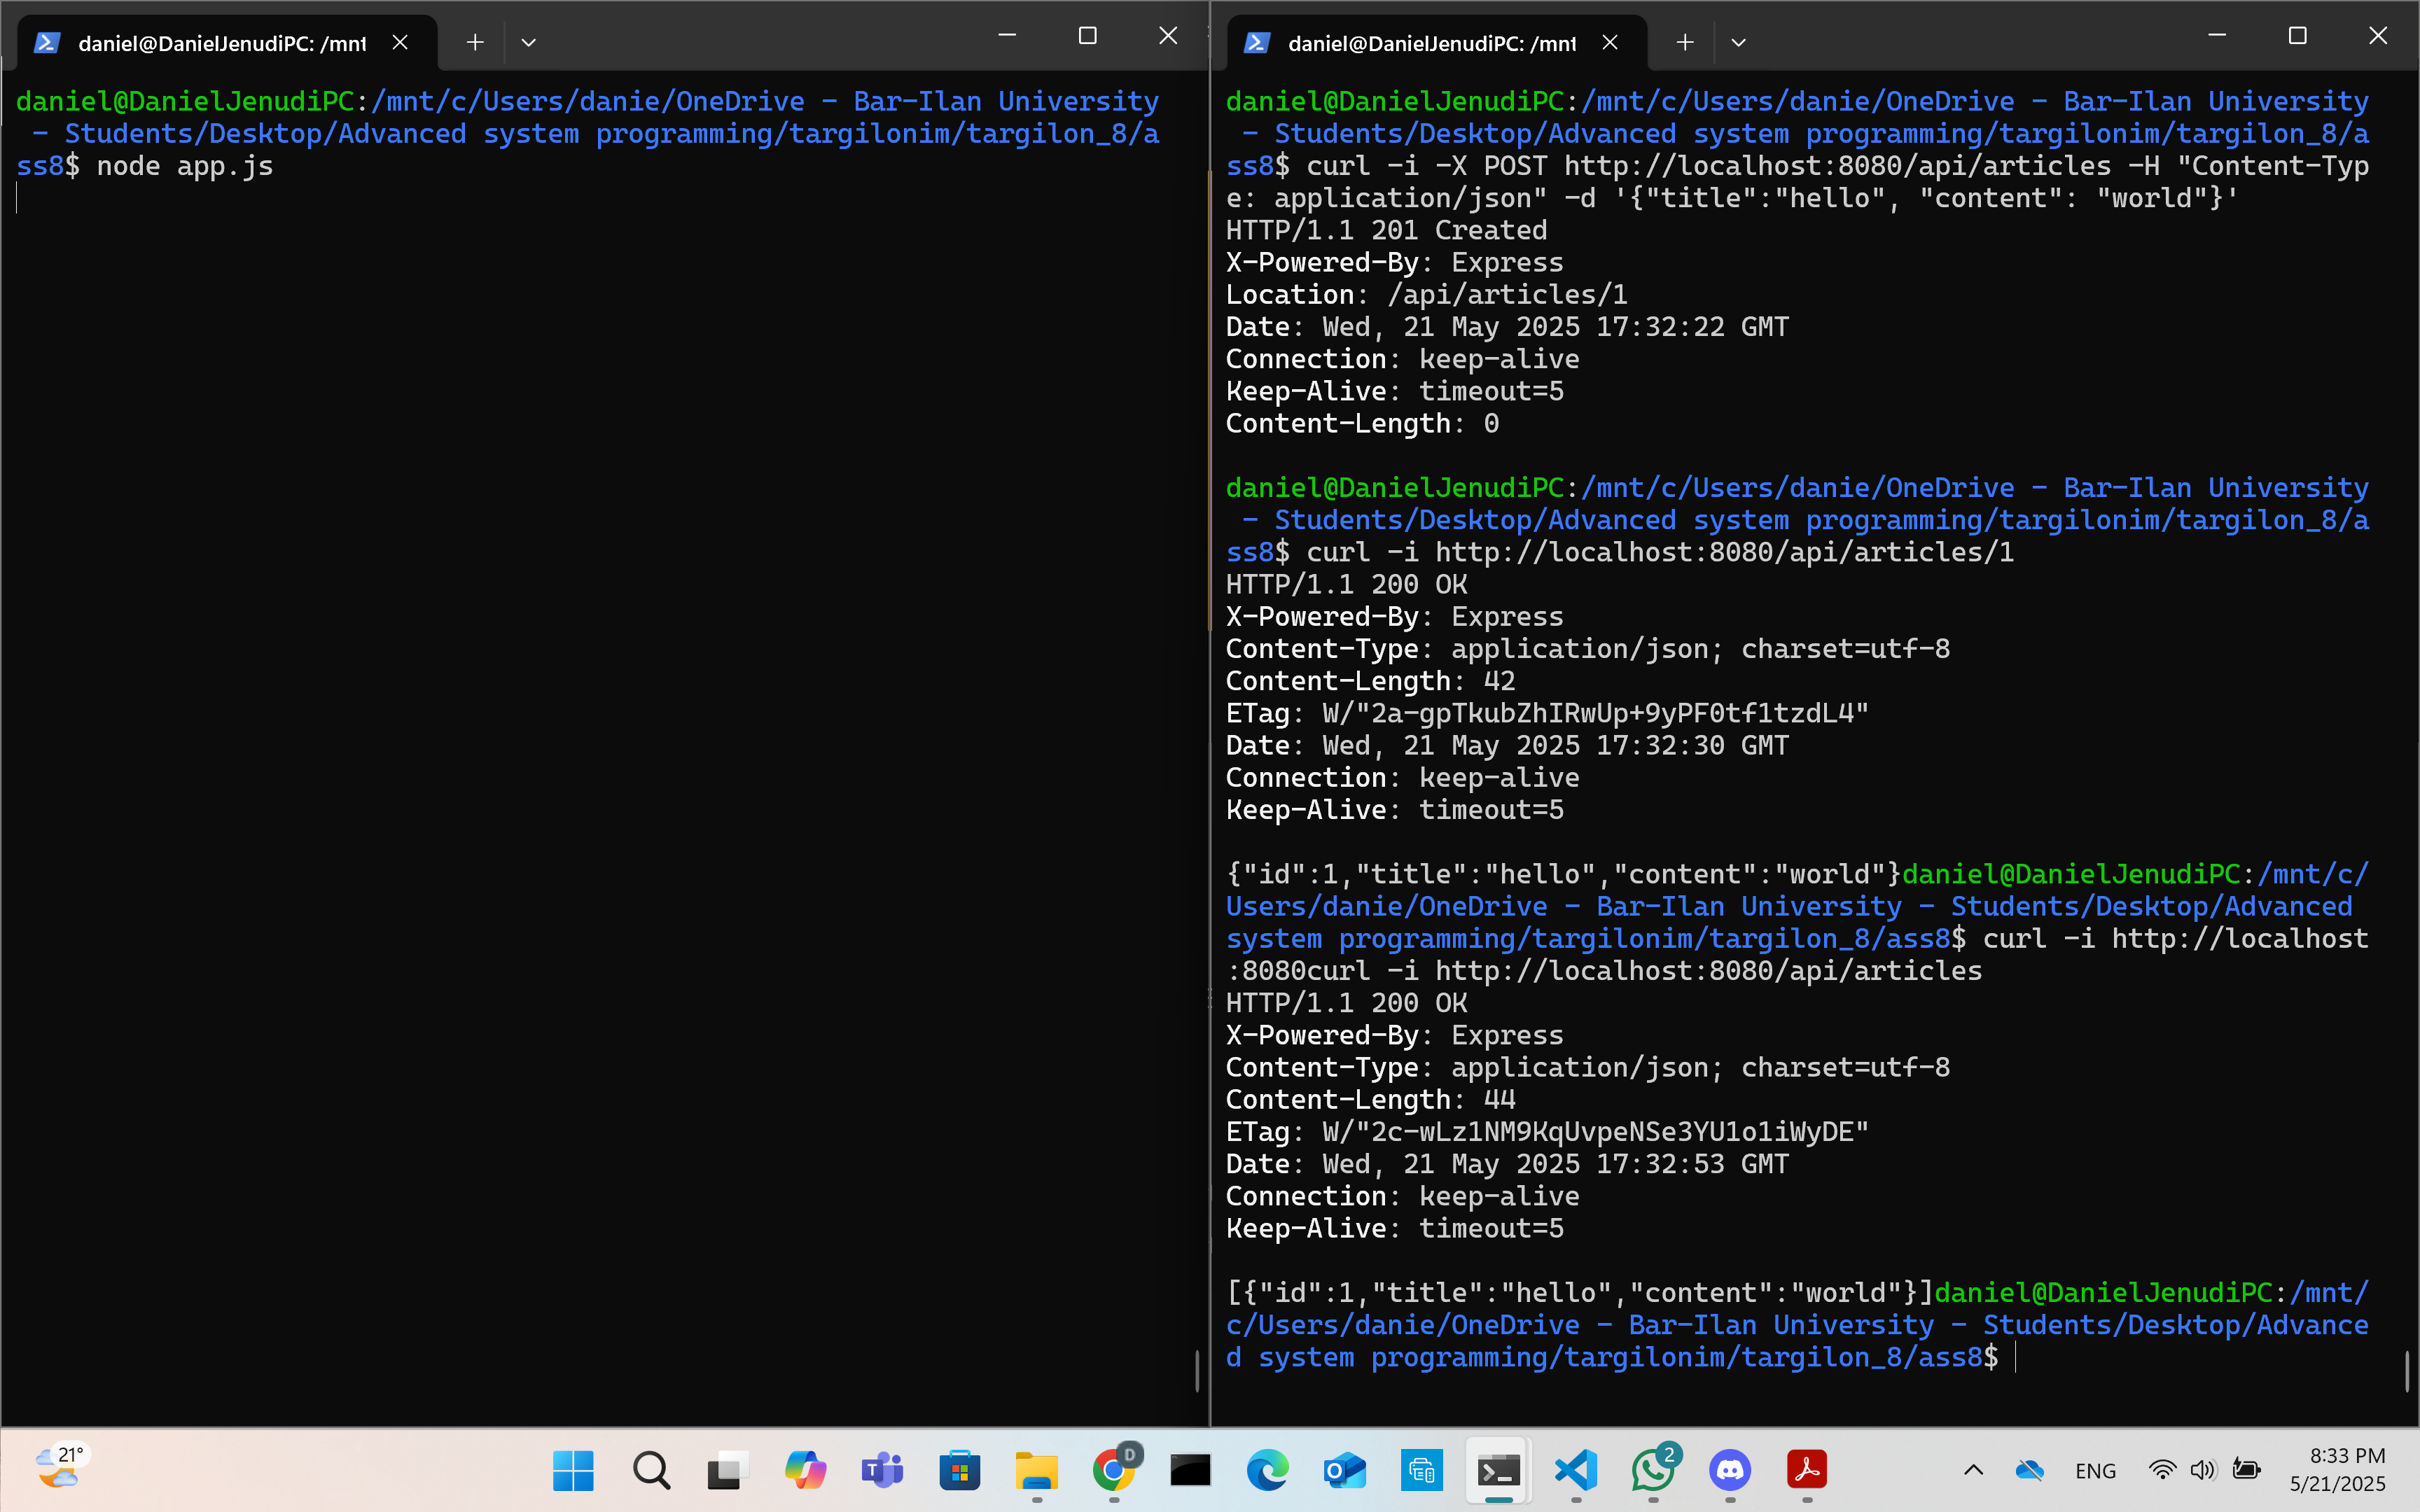 daniel@DanielJenudiPC: /mnt
daniel@DanielJenudiPC:/mnt/c/Users/danie/OneDrive - Bar-Ilan University
 - Students/Desktop/Advanced system programming/targilonim/targilon_8/a
ss8$ node app.js
daniel@DanielJenudiPC: /mnt
daniel@DanielJenudiPC:/mnt/c/Users/danie/OneDrive - Bar-Ilan University
 - Students/Desktop/Advanced system programming/targilonim/targilon_8/a
ss8$ curl -i -X POST http://localhost:8080/api/articles -H "Content-Typ
e: application/json" -d '{"title":"hello", "content": "world"}'
HTTP/1.1 201 Created
X-Powered-By: Express
Location: /api/articles/1
Date: Wed, 21 May 2025 17:32:22 GMT
Connection: keep-alive
Keep-Alive: timeout=5
Content-Length: 0
daniel@DanielJenudiPC:/mnt/c/Users/danie/OneDrive - Bar-Ilan University
 - Students/Desktop/Advanced system programming/targilonim/targilon_8/a
ss8$ curl -i http://localhost:8080/api/articles/1
HTTP/1.1 200 OK
X-Powered-By: Express
Content-Type: application/json; charset=utf-8
Content-Length: 42
ETag: W/"2a-gpTkubZhIRwUp+9yPF0tf1tzdL4"
Date: Wed, 21 May 2025 17:32:30 GMT
Connection: keep-alive
Keep-Alive: timeout=5
{"id":1,"title":"hello","content":"world"}daniel@DanielJenudiPC:/mnt/c/
Users/danie/OneDrive - Bar-Ilan University - Students/Desktop/Advanced
system programming/targilonim/targilon_8/ass8$ curl -i http://localhost
:8080curl -i http://localhost:8080/api/articles
HTTP/1.1 200 OK
X-Powered-By: Express
Content-Type: application/json; charset=utf-8
Content-Length: 44
ETag: W/"2c-wLz1NM9KqUvpeNSe3YU1o1iWyDE"
Date: Wed, 21 May 2025 17:32:53 GMT
Connection: keep-alive
Keep-Alive: timeout=5
[{"id":1,"title":"hello","content":"world"}]daniel@DanielJenudiPC:/mnt/
c/Users/danie/OneDrive - Bar-Ilan University - Students/Desktop/Advance
d system programming/targilonim/targilon_8/ass8$
21°
D
2
ENG
8:33 PM
5/21/2025